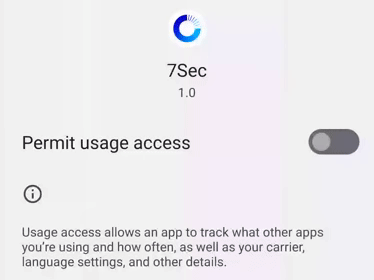 7Sec
1.0
Permit usage access
Usage access allows an app to track what other apps
you're using and how often, as well as your carrier,
language settings, and other details.